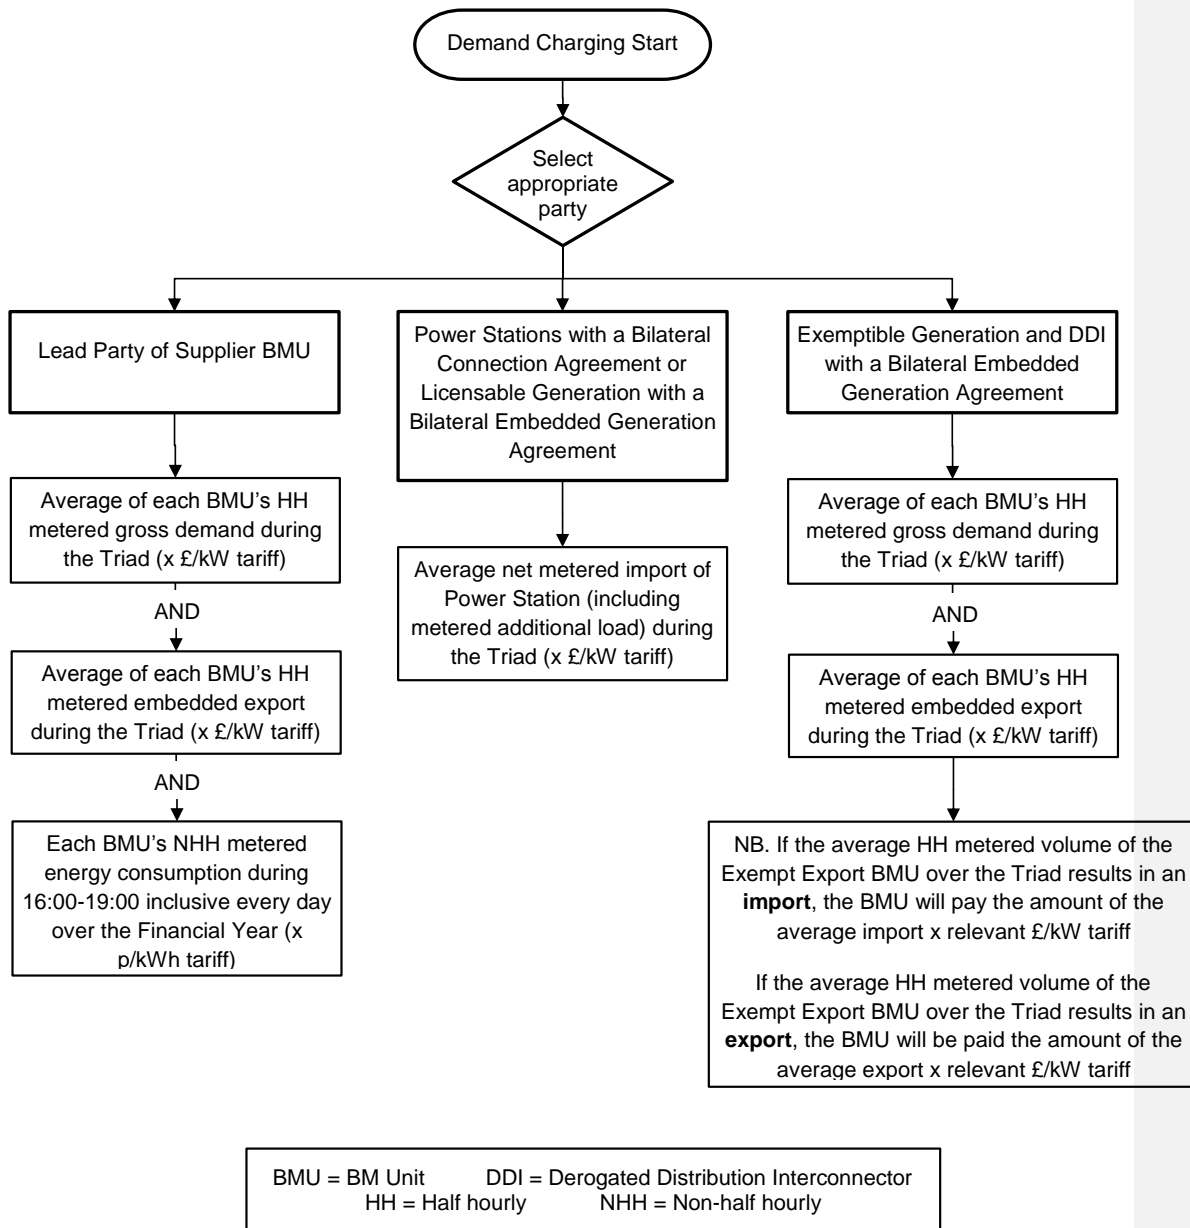 Demand Charging Start
Select
appropriate
party
Lead Party of Supplier BMU
Power Stations with a Bilateral
Connection Agreement or
Licensable Generation with a
Bilateral Embedded Generation
Agreement
Exemptible Generation and DDI
with a Bilateral Embedded
Generation Agreement
Average of each BMU's HH
metered gross demand during
the Triad (x £/kW tariff)
AND
Average of each BMU's HH
metered embedded export
during the Triad (x £/kW tariff)
AND
Each BMU's NHH metered
energy consumption during
16:00-19:00 inclusive every day
over the Financial Year (x
p/kWh tariff)
Average net metered import of
Power Station (including
metered additional load) during
the Triad (x £/kW tariff)
Average of each BMU's HH
metered gross demand during
the Triad (x £/kW tariff)
AND
Average of each BMU's HH
metered embedded export
during the Triad (x £/kW tariff)
NB. If the average HH metered volume of the
Exempt Export BMU over the Triad results in an
import, the BMU will pay the amount of the
average import x relevant £/kW tariff
If the average HH metered volume of the
Exempt Export BMU over the Triad results in an
export, the BMU will be paid the amount of the
average export x relevant £/kW tariff
BMU = BM Unit DDI = Derogated Distribution Interconnector
HH = Half hourly NHH = Non-half hourly